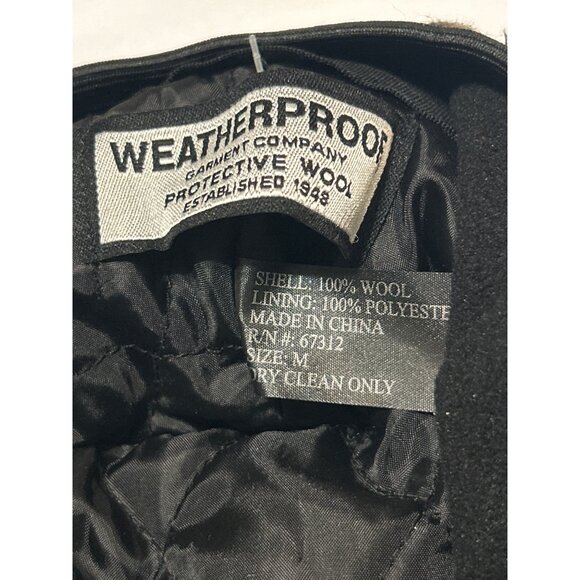 WEATHERPROOF
GARMENT COMPANY
PROTECTIVE WOOL
ESTABLISHED 1948
SHELL: 100% WOOL
LINING: 100% POLYESTE
MADE IN CHINA
R/N #: 67312
SIZE: M
DRY CLEAN ONLY